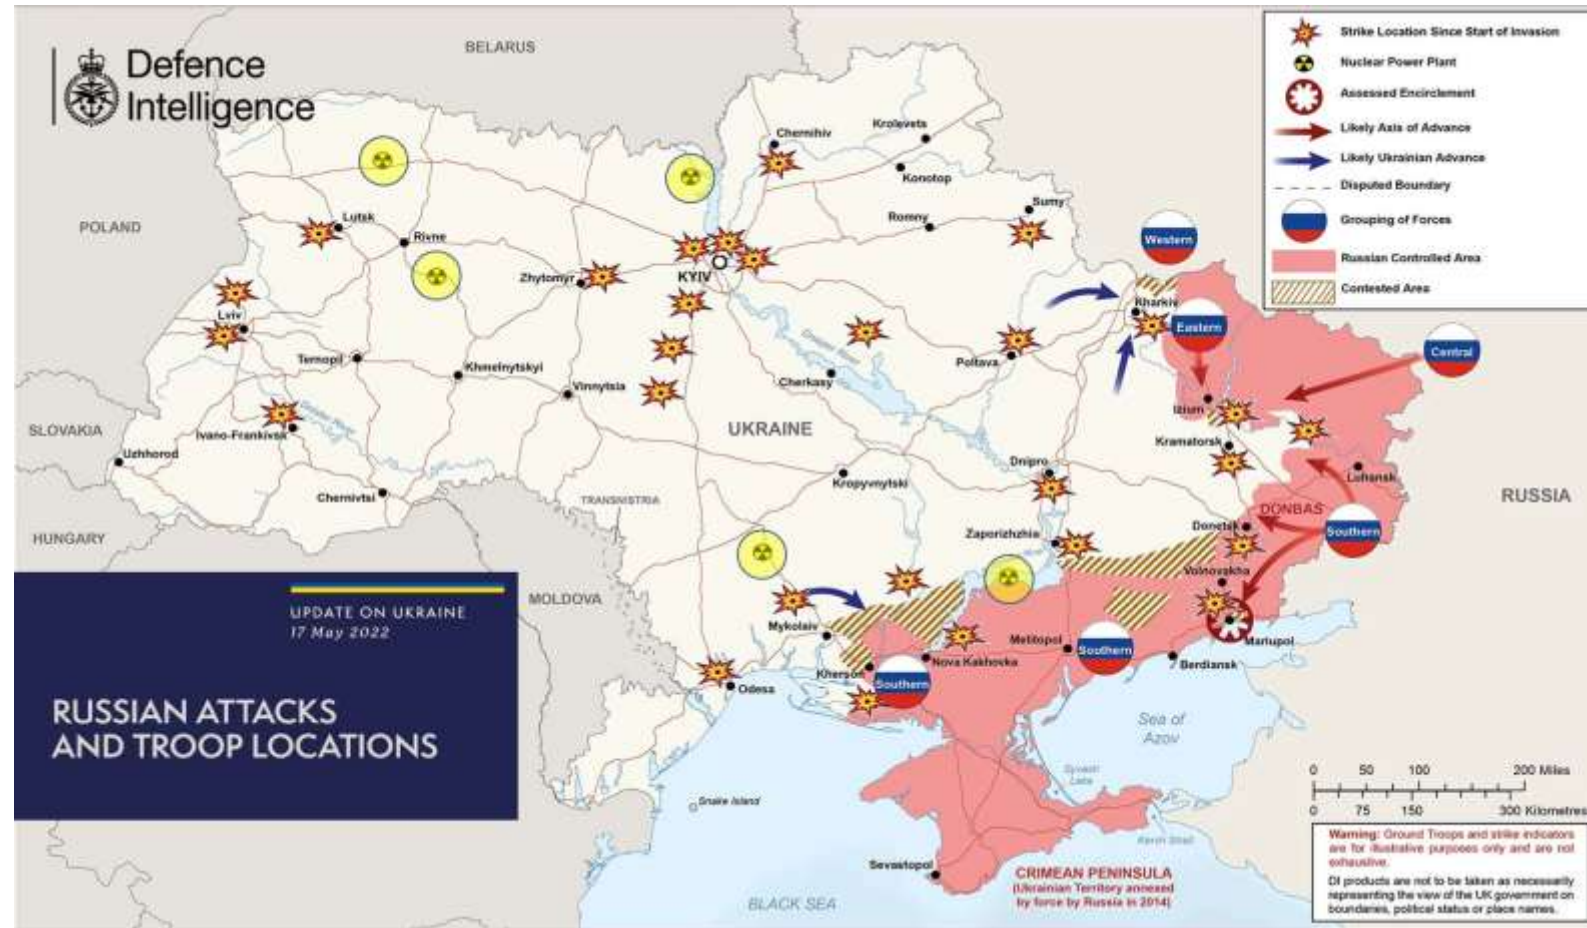 Defence
Intelligence
BELARUS
POLAND
SLOVAKIA
HUNGARY
MOLDOVA
TRANSNISTRIA
UKRAINE
RUSSIA
Chernihiv
Krolevets
Konotop
Romny
Sumy
Lutsk
Rivne
Zhytomyr
KYIV
Lviv
Ternopil
Khmelnytskyi
Vinnytsia
Cherkasy
Poltava
Kharkiv
Western
Eastern
Central
Izium
Kramatorsk
Ivano-Frankivsk
Uzhhorod
Chernivtsi
Kropyvnytski
Dnipro
Luhansk
DONBAS
Donetsk
Southern
Zaporizhzhia
Volnovakha
Mykolaiv
Melitopol
Southern
Mariupol
Berdiansk
Kherson
Nova Kakhovka
Southern
Odesa
Snake Island
Sea of
Azov
Sevastopol
CRIMEAN PENINSULA
(Ukrainian Territory annexed
by force by Russia in 2014)
BLACK SEA
Strike Location Since Start of Invasion
Nuclear Power Plant
Assessed Encirclement
Likely Axis of Advance
Likely Ukrainian Advance
Disputed Boundary
Grouping of Forces
Russian Controlled Area
Contested Area
UPDATE ON UKRAINE
17 May 2022
RUSSIAN ATTACKS
AND TROOP LOCATIONS
0 50 100 200 Miles
0 75 150 300 Kilometres
Warning: Ground Troops and strike indicators
are for illustrative purposes only and are not
exhaustive.
DI products are not to be taken as necessarily
representing the view of the UK government on
boundaries, political status or place names.